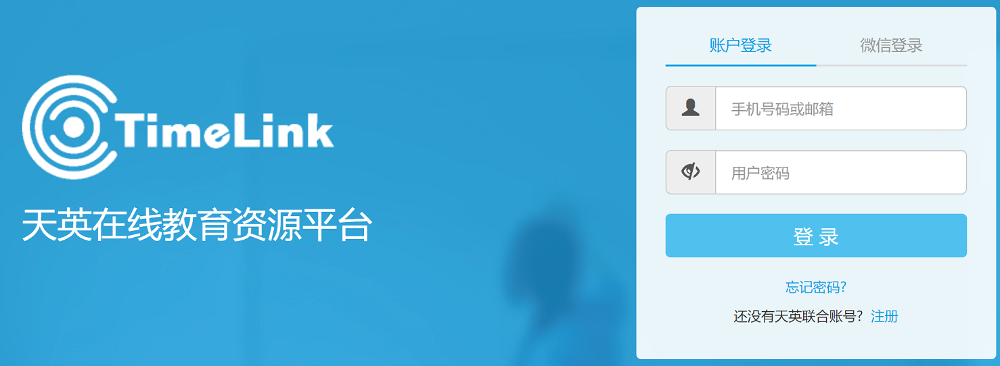 TimeLink
天英在线教育资源平台
账户登录 微信登录
手机号码或邮箱
用户密码
登 录
忘记密码?
还没有天英联合账号? 注册